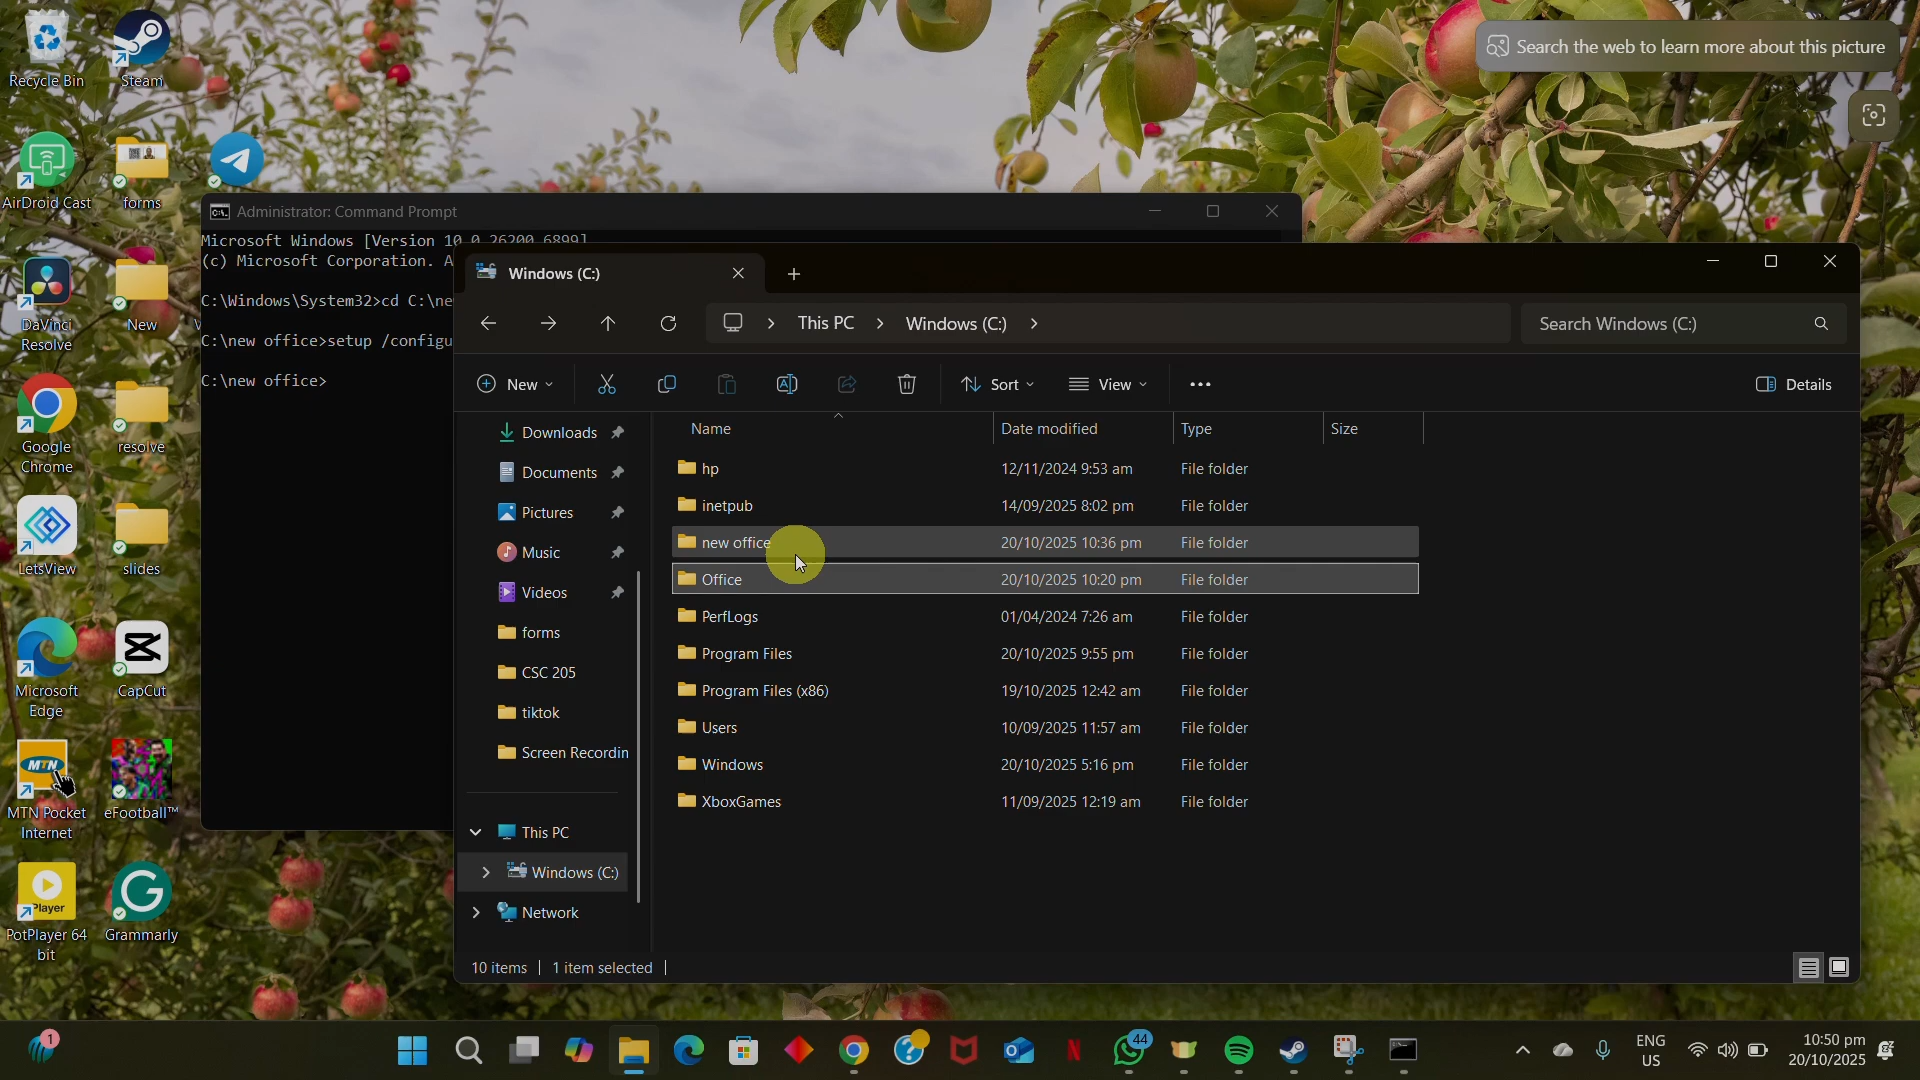 Search the web to learn more about this picture
Recycle Bin
Steam
AirDroid Cast
forms
DaVinci
Resolve
New
Google
Chrome
resolve
LetsView
slides
Microsoft
Edge
CapCut
MTN
MTN Pocket
Internet
eFootball™
Player
PotPlayer 64
bit
Grammarly
Administrator: Command Prompt
Microsoft Windows [Version 10.0.26200.6899]
(c) Microsoft Corporation. A
C:\Windows\System32>cd C:\ne
C:\new office>setup /configu
C:\new office>
Windows (C:)
This PC
Windows (C:)
Search Windows (C:)
New
Sort
View
Details
Downloads
Documents
Pictures
Music
Videos
forms
CSC 205
tiktok
Screen Recordin
This PC
Windows (C:)
Network
Name Date modified Type Size
hp 12/11/2024 9:53 am File folder
inetpub 14/09/2025 8:02 pm File folder
new office 20/10/2025 10:36 pm File folder
Office 20/10/2025 10:20 pm File folder
PerfLogs 01/04/2024 7:26 am File folder
Program Files 20/10/2025 9:55 pm File folder
Program Files (x86) 19/10/2025 12:42 am File folder
Users 10/09/2025 11:57 am File folder
Windows 20/10/2025 5:16 pm File folder
XboxGames 11/09/2025 12:19 am File folder
10 items
1 item selected
1
44
ENG
US
10:50 pm
20/10/2025